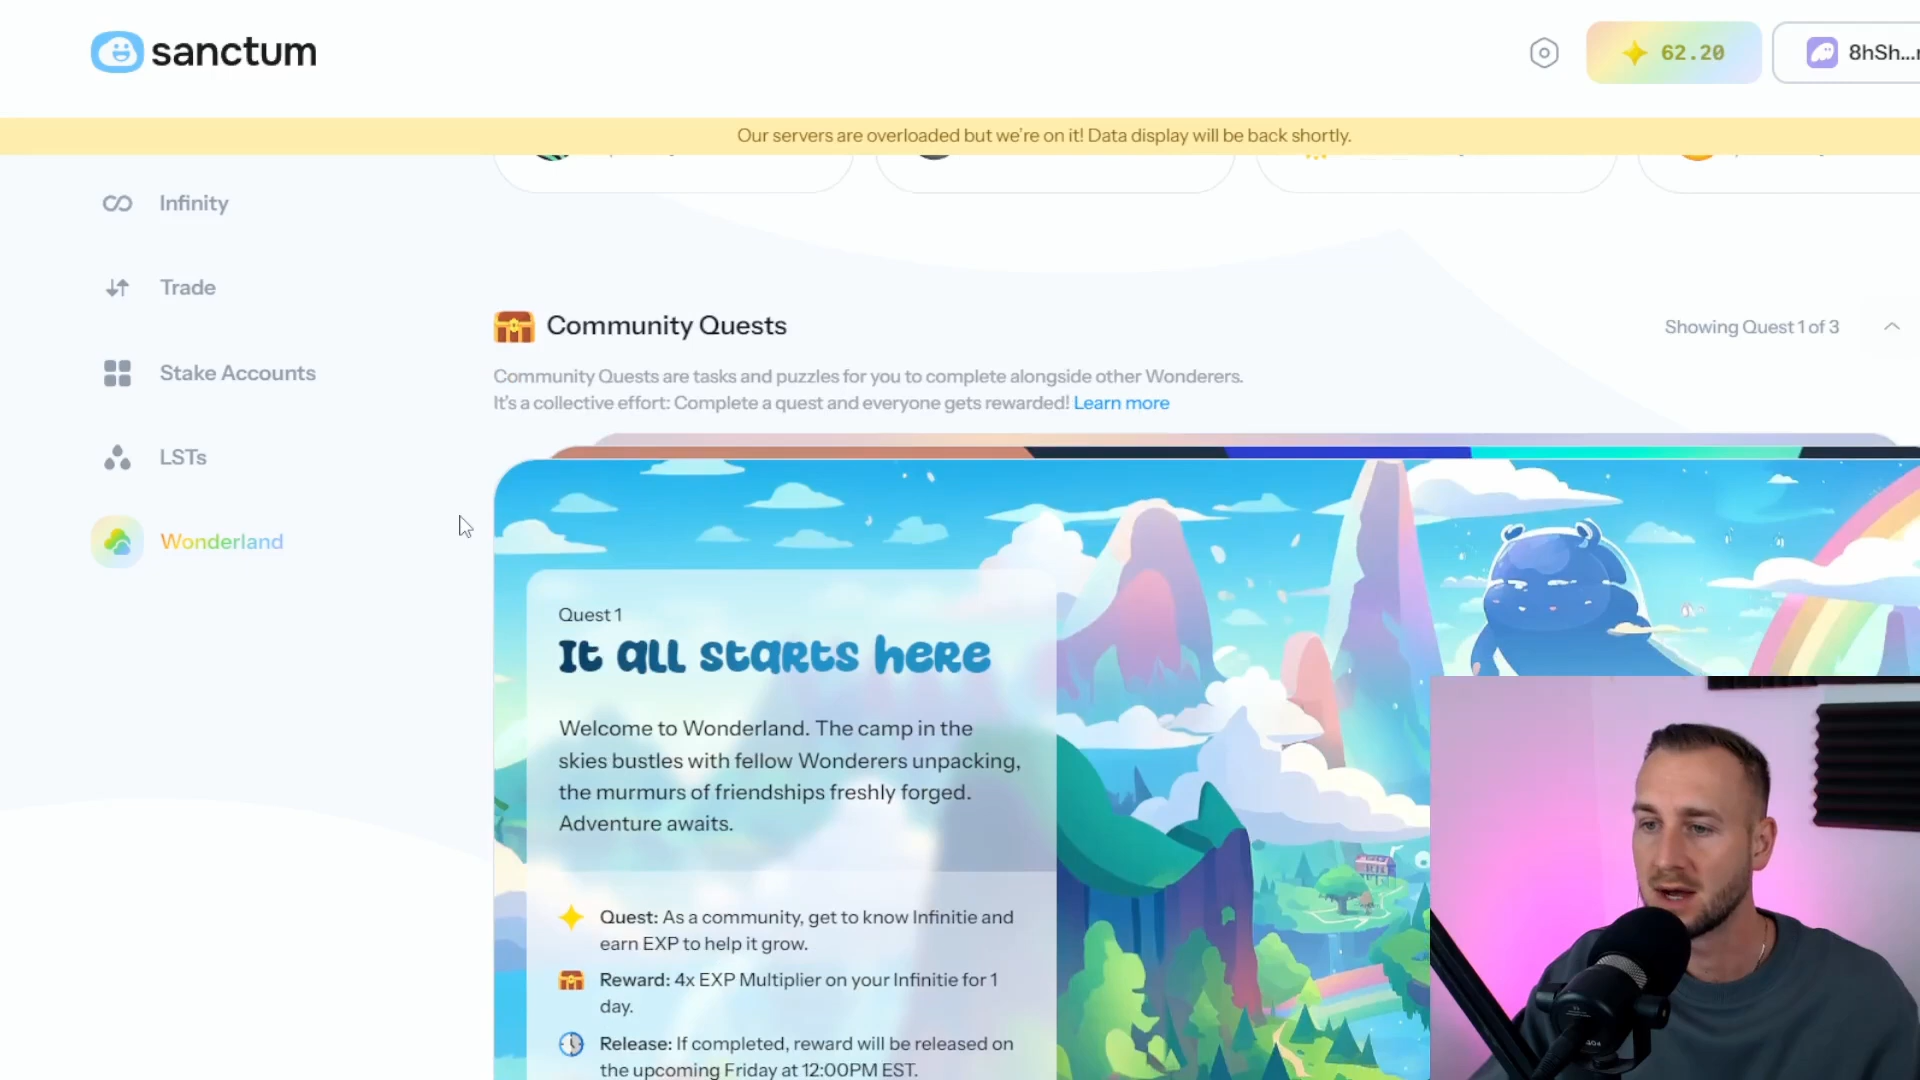 sanctum
62.20
8hSh...
Our servers are overloaded but we're on it! Data display will be back shortly.
Infinity
Trade
Stake Accounts
LSTs
Wonderland
Community Quests
Showing Quest 1 of 3
Community Quests are tasks and puzzles for you to complete alongside other Wonderers.
It's a collective effort: Complete a quest and everyone gets rewarded! Learn more
Quest 1
It all starts here
Welcome to Wonderland. The camp in the
skies bustles with fellow Wonderers unpacking,
the murmurs of friendships freshly forged.
Adventure awaits.
Quest: As a community, get to know Infinitie and
earn EXP to help it grow.
Reward: 4x EXP Multiplier on your Infinitie for 1
day.
Release: If completed, reward will be released on
the upcoming Friday at 12:00PM EST.